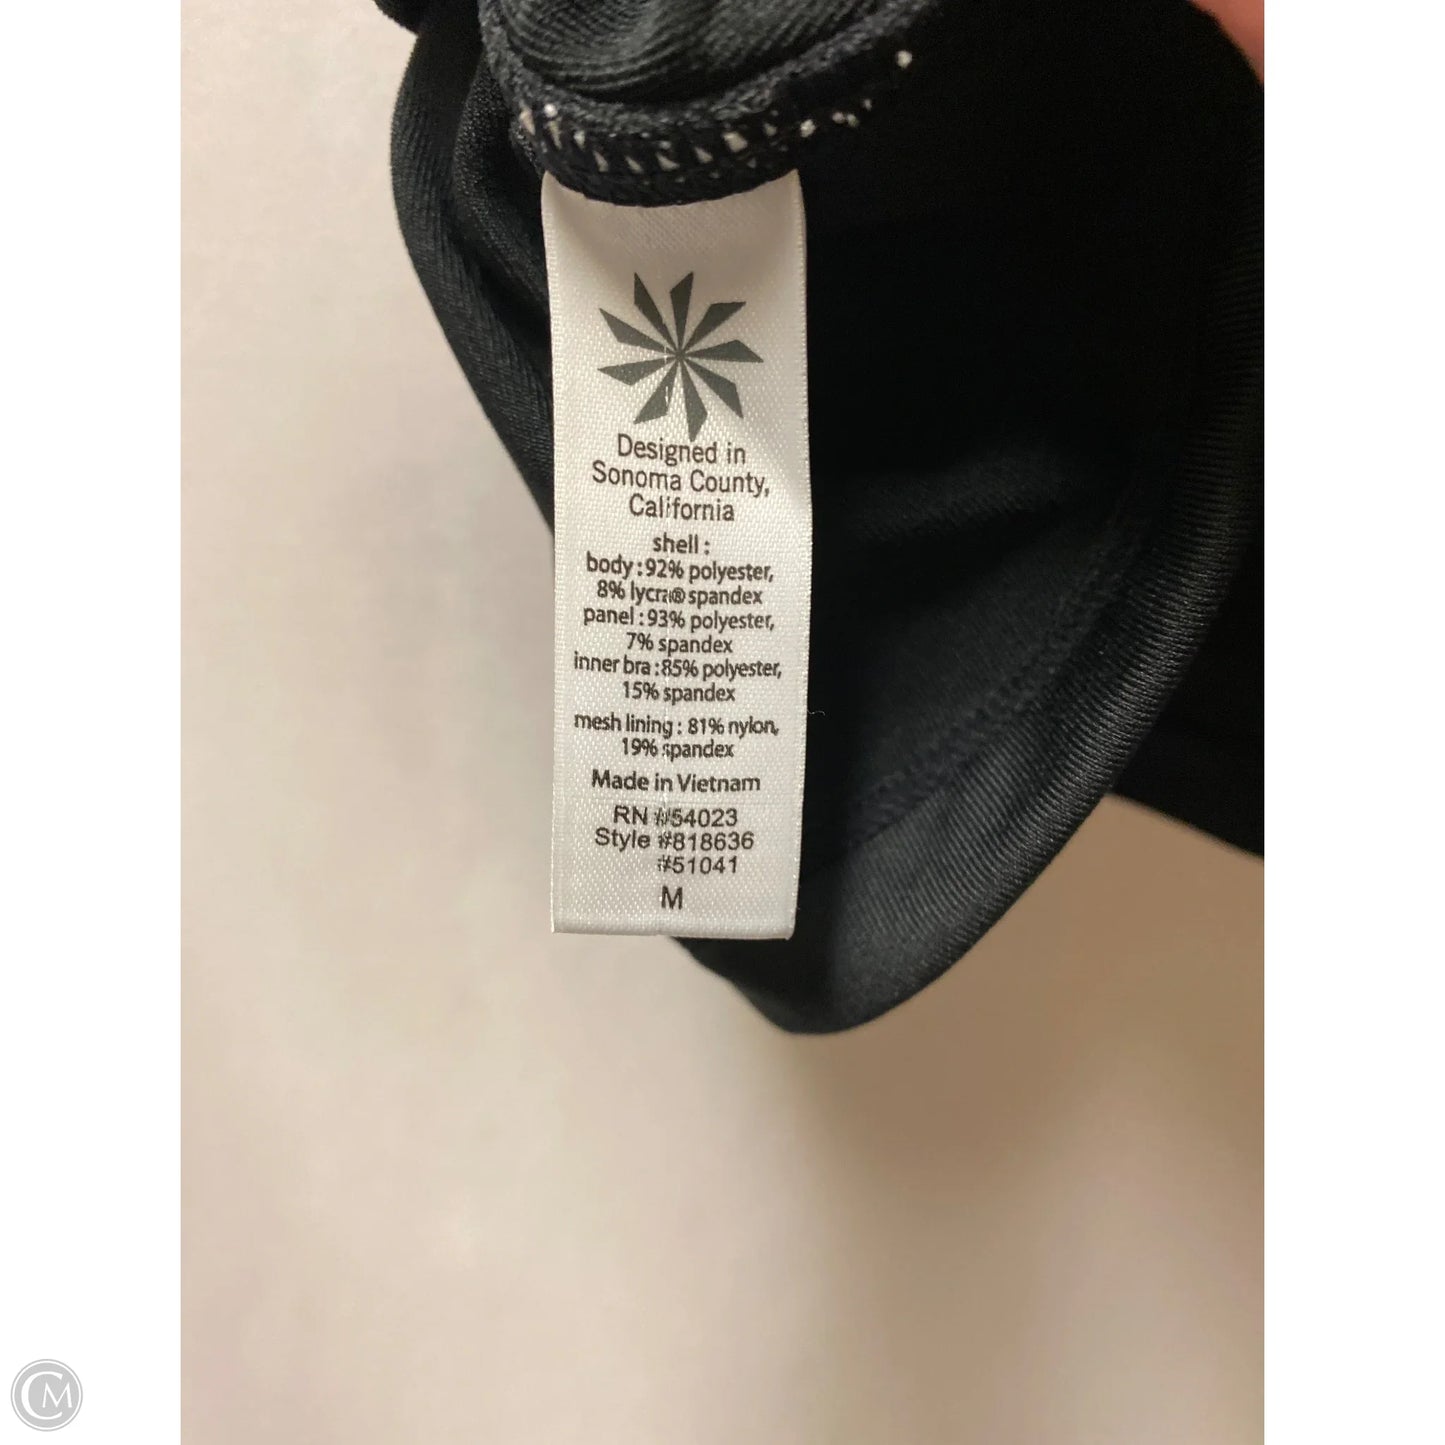 Designed in
Sonoma County,
California
shell :
body : 92% polyester,
8% lycra® spandex
panel : 93% polyester,
7% spandex
inner bra : 85% polyester,
15% spandex
mesh lining : 81% nylon,
19% spandex
Made in Vietnam
RN #54023
Style #818636
#51041
M
CM